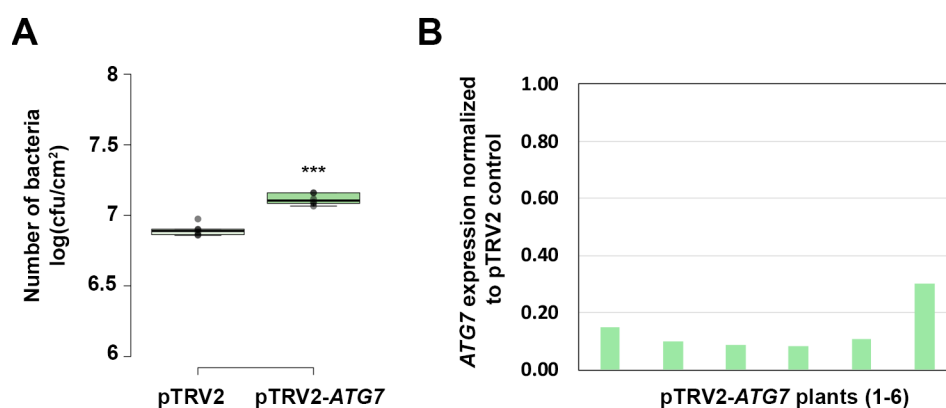 A
Number of bacteria
log(cfu/cm²)
8
7.5
7
6.5
6
***
pTRV2
pTRV2-ATG7
B
ATG7 expression normalized
to pTRV2 control
1.00
0.80
0.60
0.40
0.20
0.00
pTRV2-ATG7 plants (1-6)